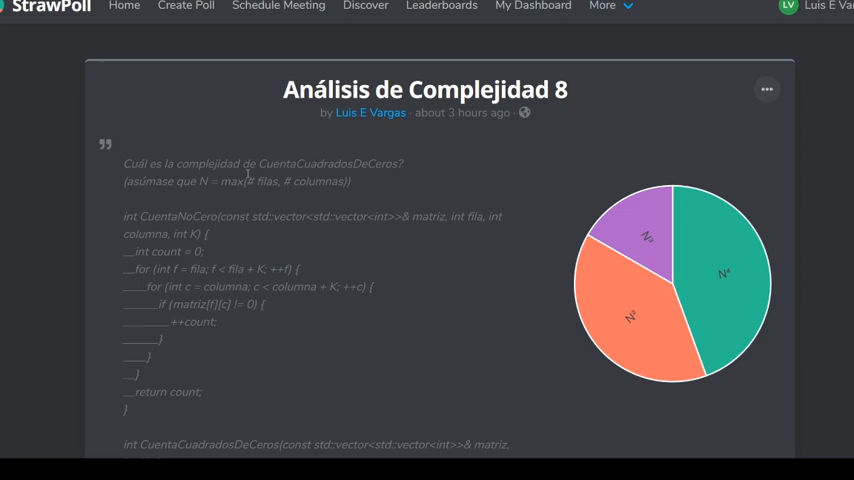 StrawPoll Home Create Poll Schedule Meeting Discover Leaderboards My Dashboard More LV Luis E Var
Análisis de Complejidad 8
by Luis E Vargas · about 3 hours ago ·
Cuál es la complejidad de CuentaCuadradosDeCeros?
(asúmase que N = max(# filas, # columnas))
int CuentaNoCero(const std::vector<std::vector<int>>& matriz, int fila, int
columna, int K) {
__int count = 0;
__for (int f = fila; f < fila + K; ++f) {
____for (int c = columna; c < columna + K; ++c) {
______if (matriz[f][c] != 0) {
________++count;
______}
____}
__}
__return count;
}
int CuentaCuadradosDeCeros(const std::vector<std::vector<int>>& matriz,
N⁴